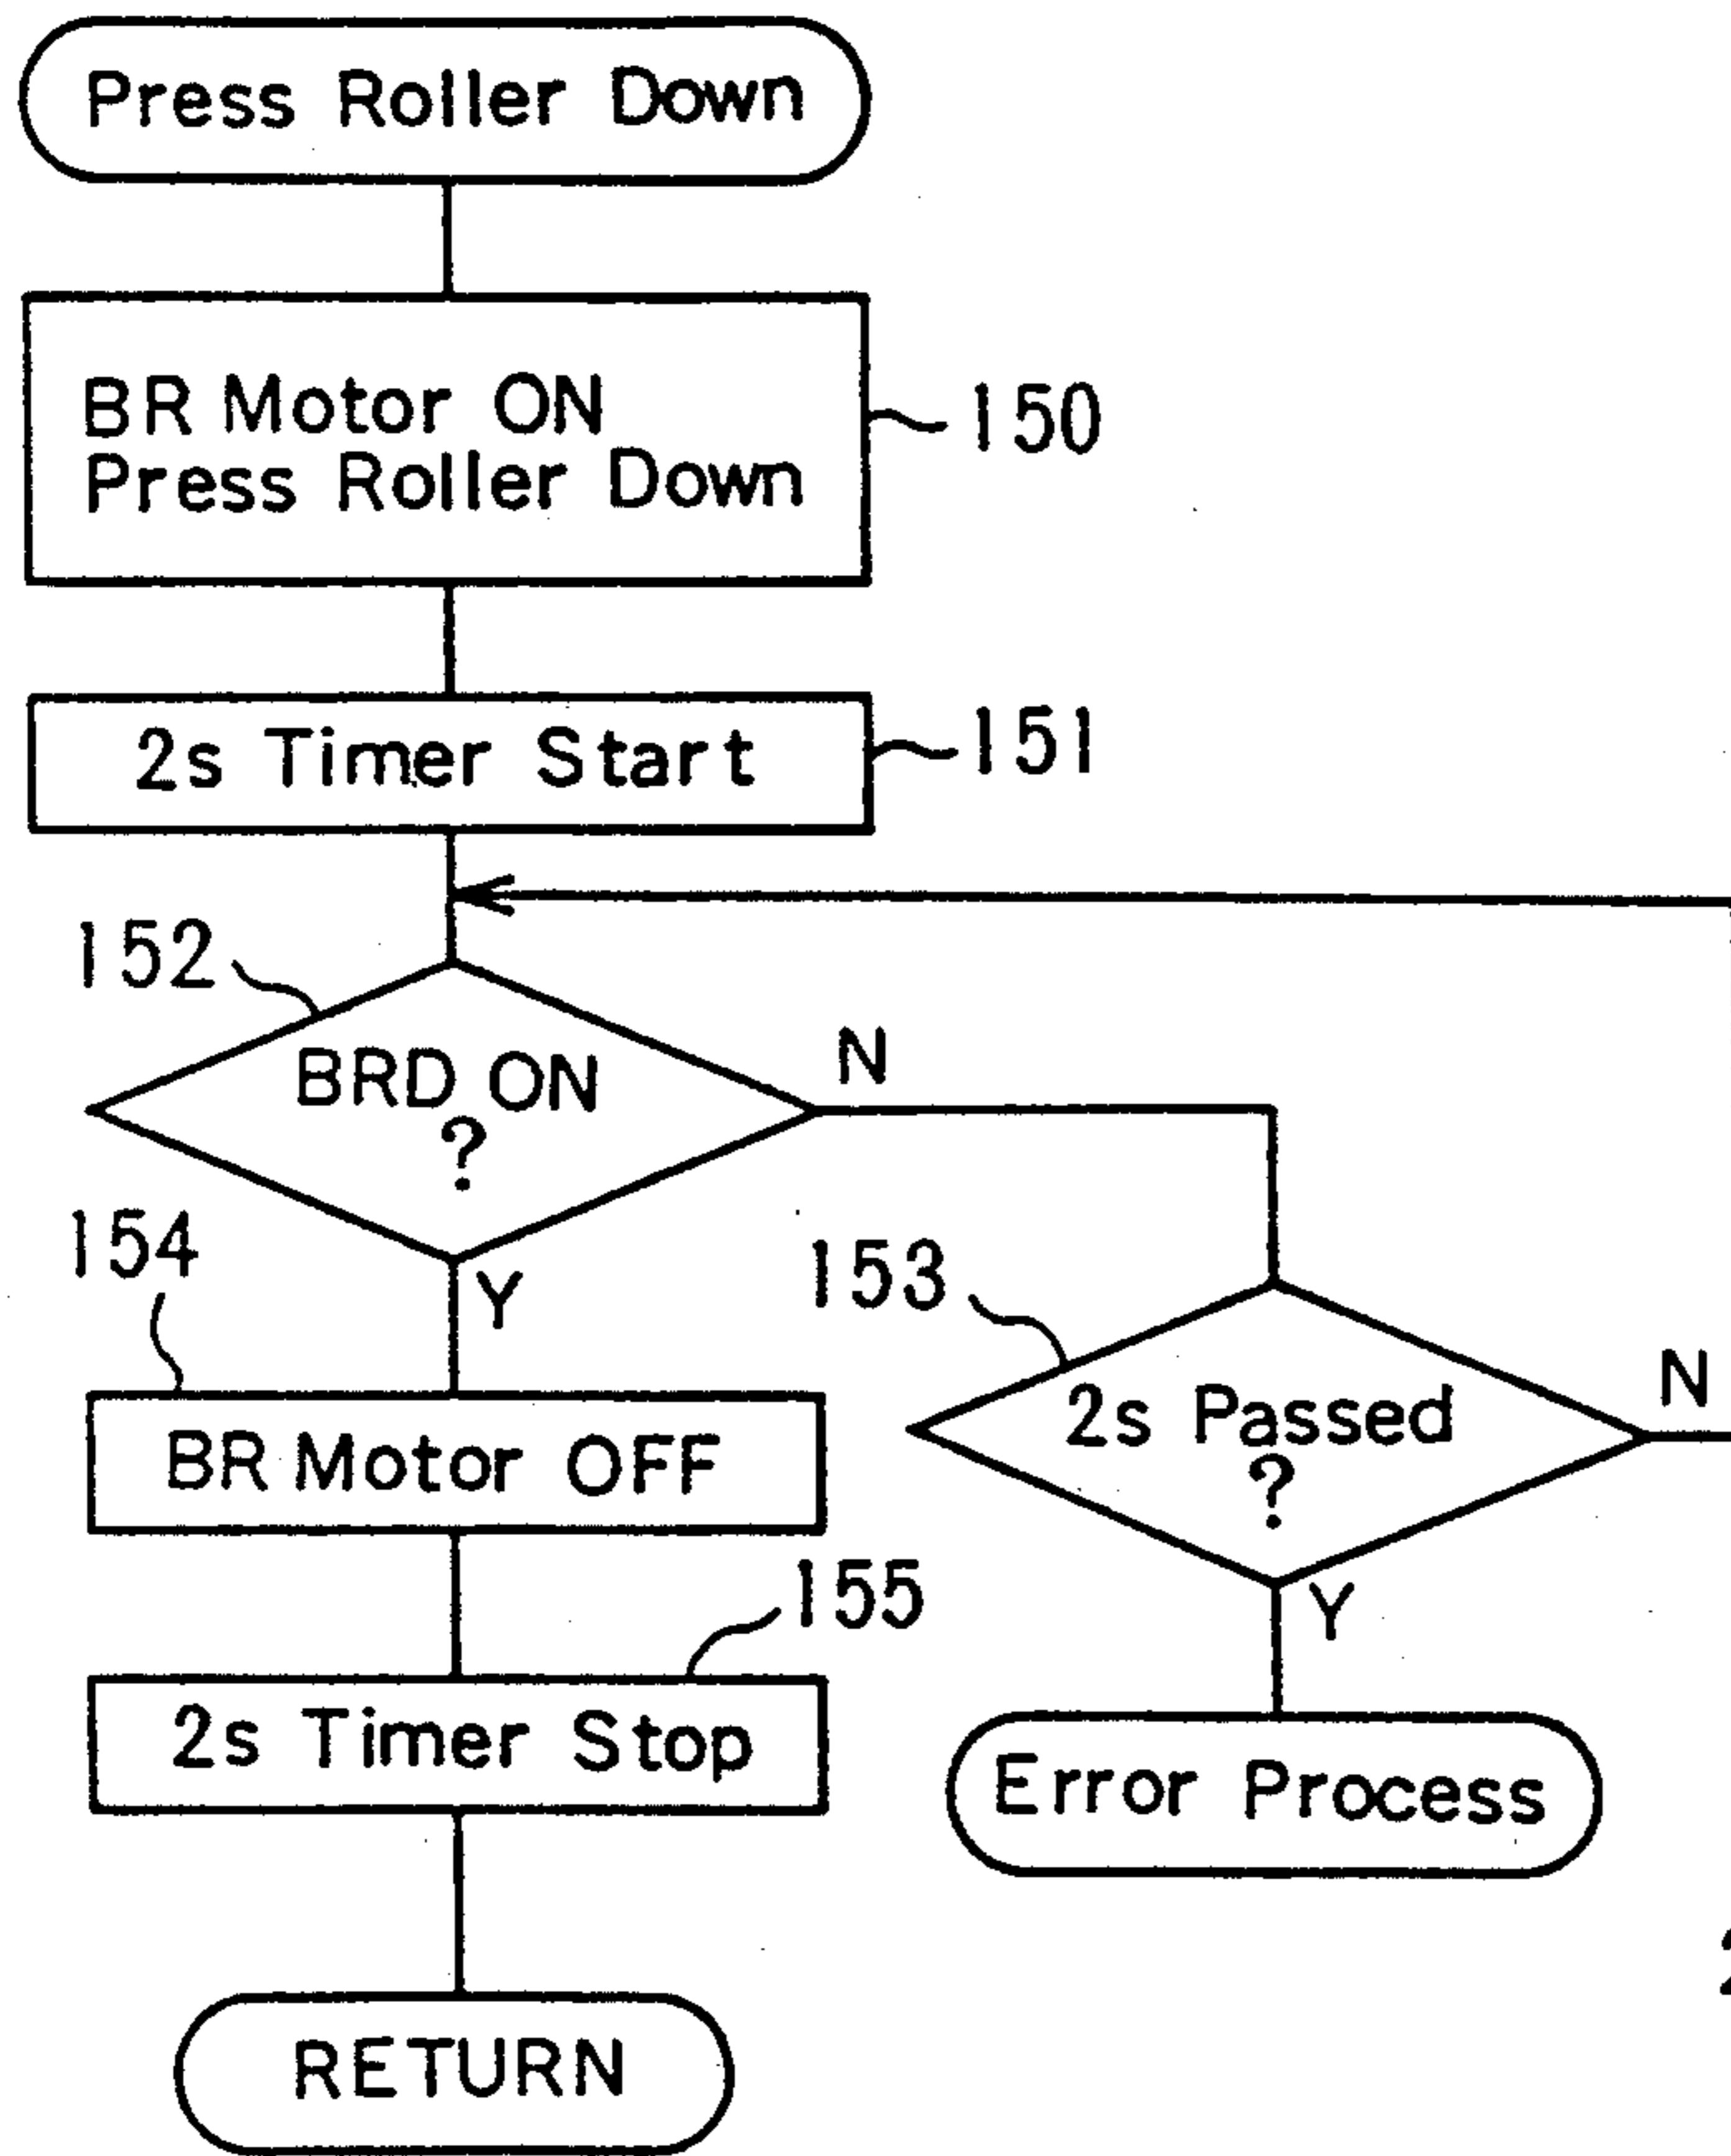 Press Roller Down
BR Motor ON
Press Roller Down
150
2s Timer Start
151
152
BRD ON
?
N
Y
153
2s Passed
?
N
Y
154
BR Motor OFF
155
2s Timer Stop
Error Process
RETURN